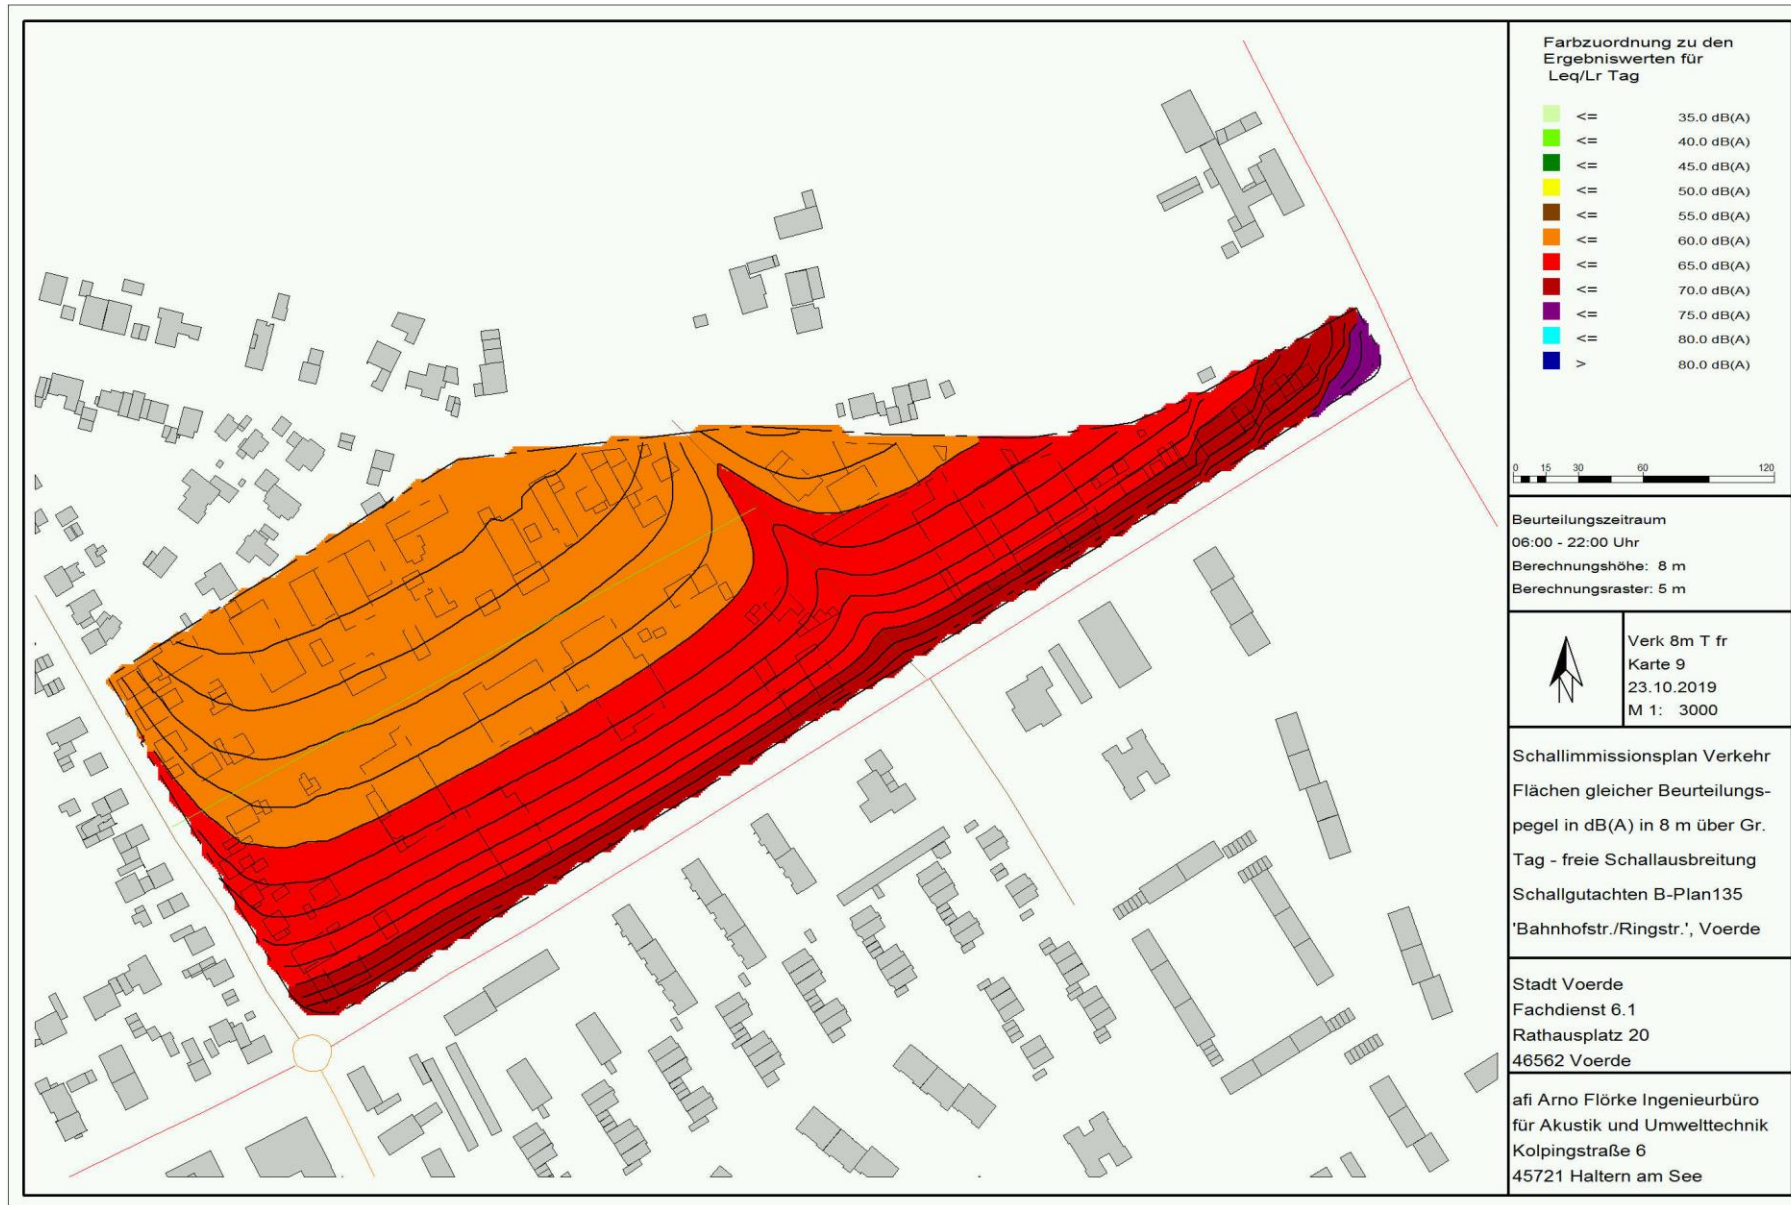 Farbzuordnung zu den
Ergebniswerten für
Leq/Lr Tag
<= 35.0 dB(A)
<= 40.0 dB(A)
<= 45.0 dB(A)
<= 50.0 dB(A)
<= 55.0 dB(A)
<= 60.0 dB(A)
<= 65.0 dB(A)
<= 70.0 dB(A)
<= 75.0 dB(A)
<= 80.0 dB(A)
> 80.0 dB(A)
0 15 30 60 120
Beurteilungszeitraum
06:00 - 22:00 Uhr
Berechnungshöhe: 8 m
Berechnungsraster: 5 m
Verk 8m T fr
Karte 9
23.10.2019
M 1: 3000
Schallimmissionsplan Verkehr
Flächen gleicher Beurteilungs-
pegel in dB(A) in 8 m über Gr.
Tag - freie Schallausbreitung
Schallgutachten B-Plan135
'Bahnhofstr./Ringstr.', Voerde
Stadt Voerde
Fachdienst 6.1
Rathausplatz 20
46562 Voerde
afi Arno Flörke Ingenieurbüro
für Akustik und Umwelttechnik
Kolpingstraße 6
45721 Haltern am See